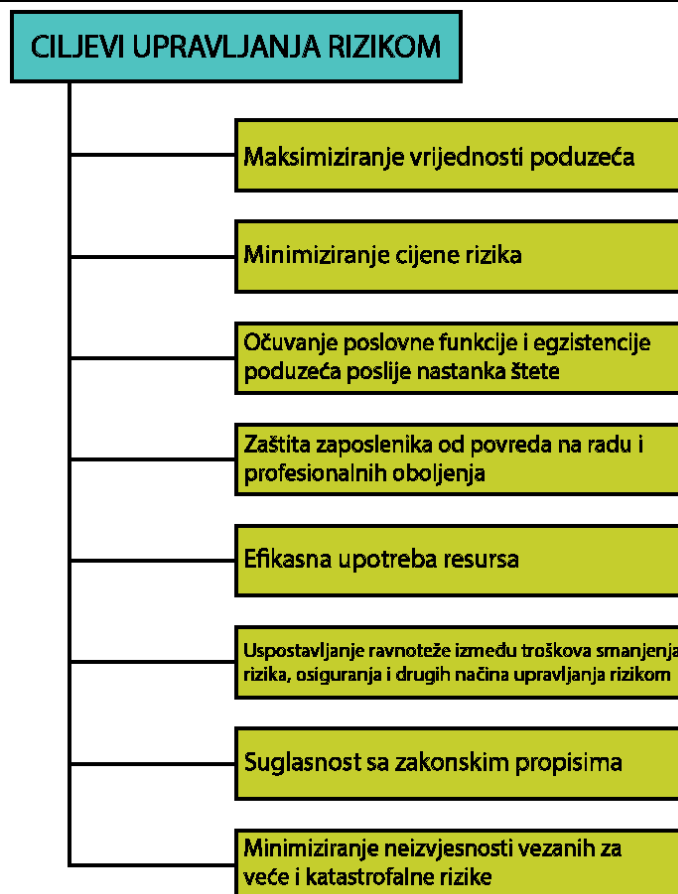 CILJEVI UPRAVLJANJA RIZIKOM
Maksimiziranje vrijednosti poduzeća
Minimiziranje cijene rizika
Očuvanje poslovne funkcije i egzistencije
poduzeća poslije nastanka štete
Zaštita zaposlenika od povreda na radu i
profesionalnih oboljenja
Efikasna upotreba resursa
Uspostavljanje ravnoteže između troškova smanjenja
rizika, osiguranja i drugih načina upravljanja rizikom
Suglasnost sa zakonskim propisima
Minimiziranje neizvjesnosti vezanih za
veće i katastrofalne rizike